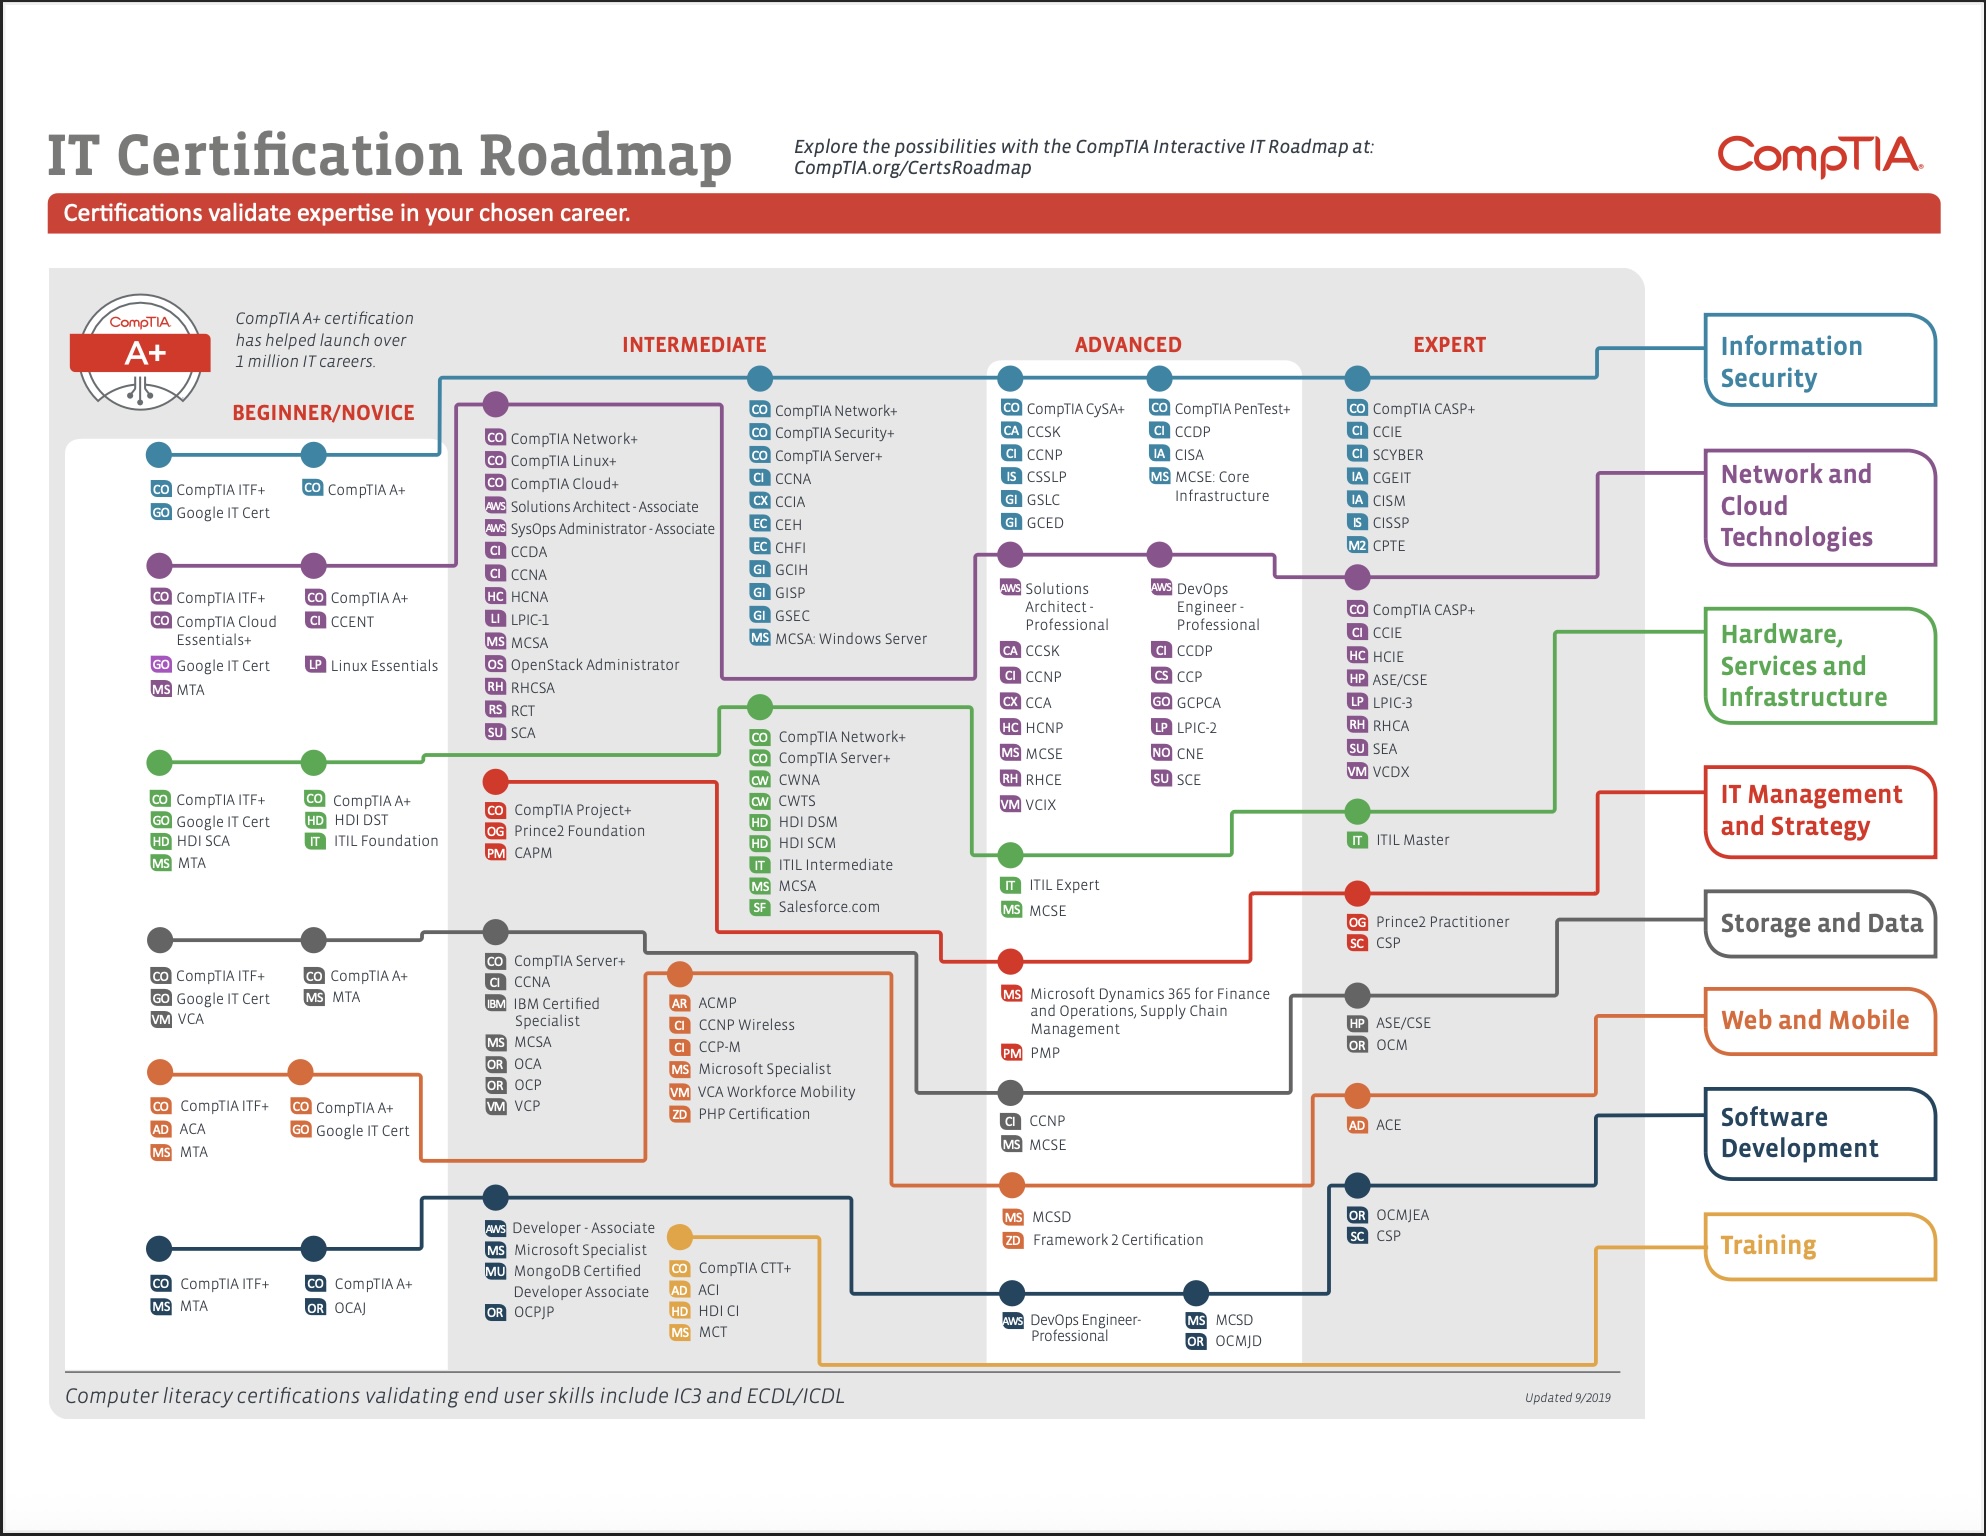 IT Certification Roadmap
Explore the possibilities with the CompTIA Interactive IT Roadmap at:
CompTIA.org/CertsRoadmap
CompTIA®
Certifications validate expertise in your chosen career.
CompTIA
A+
CompTIA A+ certification
has helped launch over
1 million IT careers.
BEGINNER/NOVICE
INTERMEDIATE
ADVANCED
EXPERT
CO CompTIA ITF+
GO Google IT Cert
CO CompTIA A+
CO CompTIA Network+
CO CompTIA Security+
CO CompTIA Server+
CI CCNA
CX CCIA
EC CEH
EC CHFI
GI GCIH
GI GISP
GI GSEC
MS MCSA: Windows Server
CO CompTIA CySA+
CA CCSK
CI CCNP
IS CSSLP
GI GSLC
GI GCED
CO CompTIA PenTest+
CI CCDP
IA CISA
MS MCSE: Core
Infrastructure
CO CompTIA CASP+
CI CCIE
CI SCYBER
IA CGEIT
IA CISM
IS CISSP
M2 CPTE
Information
Security
CO CompTIA ITF+
CO CompTIA Cloud
Essentials+
GO Google IT Cert
MS MTA
CO CompTIA A+
CI CCENT
LP Linux Essentials
CO CompTIA Network+
CO CompTIA Linux+
CO CompTIA Cloud+
AWS Solutions Architect - Associate
AWS SysOps Administrator - Associate
CI CCDA
CI CCNA
HC HCNA
LI LPIC-1
MS MCSA
OS OpenStack Administrator
RH RHCSA
RS RCT
SU SCA
AWS Solutions
Architect -
Professional
CA CCSK
CI CCNP
CX CCA
HC HCNP
MS MCSE
RH RHCE
VM VCIX
AWS DevOps
Engineer -
Professional
CI CCDP
CS CCP
GO GCPCA
LP LPIC-2
NO CNE
SU SCE
CO CompTIA CASP+
CI CCIE
HC HCIE
HP ASE/CSE
LP LPIC-3
RH RHCA
SU SEA
VM VCDX
Network and
Cloud
Technologies
CO CompTIA ITF+
GO Google IT Cert
HD HDI SCA
MS MTA
CO CompTIA A+
HD HDI DST
IT ITIL Foundation
CO CompTIA Network+
CO CompTIA Server+
CW CWNA
CW CWTS
HD HDI DSM
HD HDI SCM
IT ITIL Intermediate
MS MCSA
SF Salesforce.com
IT ITIL Expert
MS MCSE
IT ITIL Master
Hardware,
Services and
Infrastructure
CO CompTIA Project+
OG Prince2 Foundation
PM CAPM
MS Microsoft Dynamics 365 for Finance
and Operations, Supply Chain
Management
PM PMP
OG Prince2 Practitioner
SC CSP
IT Management
and Strategy
CO CompTIA ITF+
GO Google IT Cert
VM VCA
CO CompTIA A+
MS MTA
CO CompTIA Server+
CI CCNA
IBM IBM Certified
Specialist
MS MCSA
OR OCA
OR OCP
VM VCP
CI CCNP
MS MCSE
HP ASE/CSE
OR OCM
Storage and Data
CO CompTIA ITF+
AD ACA
MS MTA
CO CompTIA A+
GO Google IT Cert
AR ACMP
CI CCNP Wireless
CI CCP-M
MS Microsoft Specialist
VM VCA Workforce Mobility
ZD PHP Certification
MS MCSD
ZD Framework 2 Certification
AD ACE
Web and Mobile
CO CompTIA ITF+
MS MTA
CO CompTIA A+
OR OCAJ
AWS Developer - Associate
MS Microsoft Specialist
MU MongoDB Certified
Developer Associate
OR OCPJP
AWS DevOps Engineer-
Professional
MS MCSD
OR OCMJD
OR OCMJEA
SC CSP
Software
Development
CO CompTIA CTT+
AD ACI
HD HDI CI
MS MCT
Training
Computer literacy certifications validating end user skills include IC3 and ECDL/ICDL
Updated 9/2019